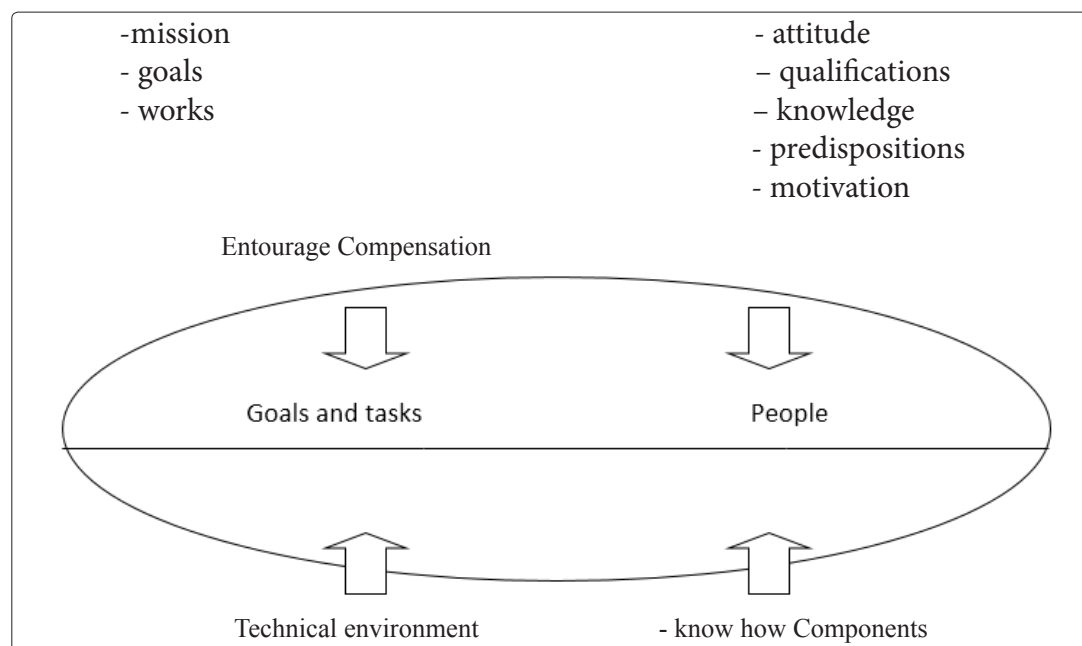 -mission
- goals
- works
- attitude
– qualifications
– knowledge
- predispositions
- motivation
Entourage Compensation
Goals and tasks
People
Technical environment
- know how Components